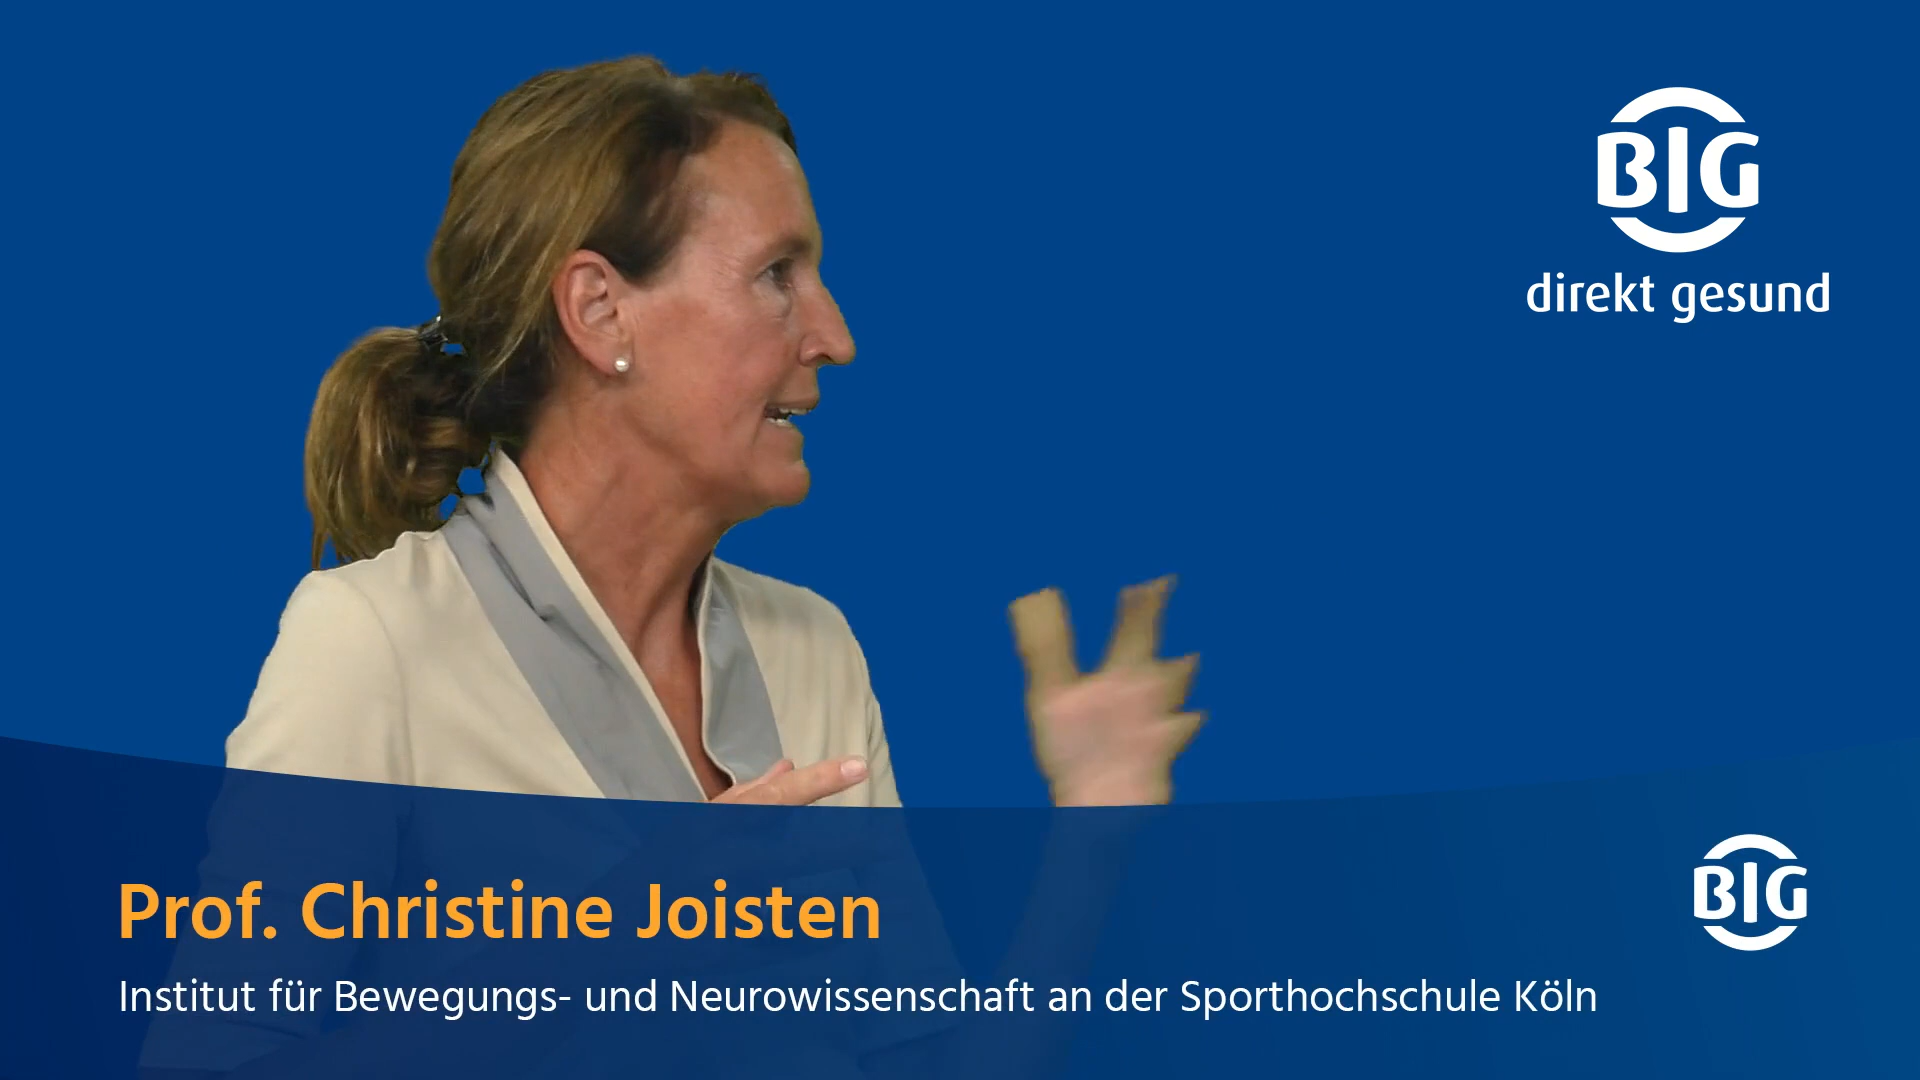 BIG
direkt gesund
Prof. Christine Joisten
BIG
Institut für Bewegungs- und Neurowissenschaft an der Sporthochschule Köln